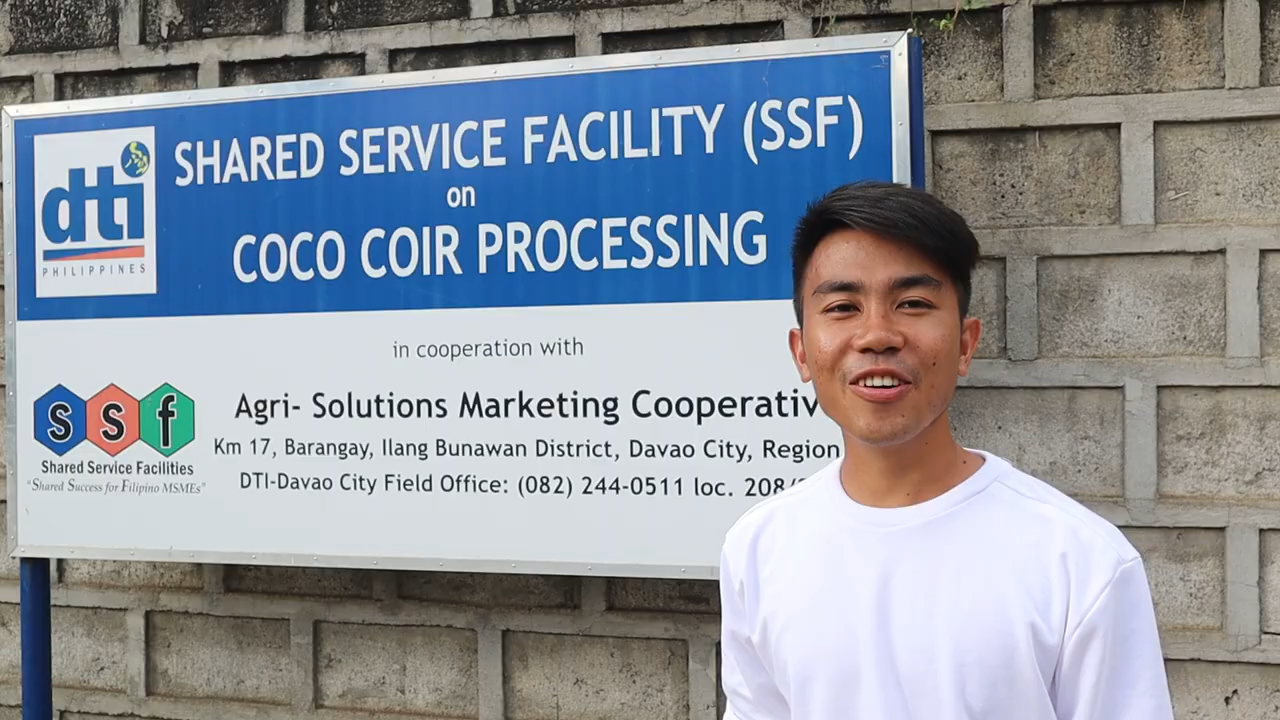 dti
PHILIPPINES
SHARED SERVICE FACILITY (SSF)
on
COCO COIR PROCESSING
in cooperation with
SSf
Shared Service Facilities
"Shared Success for Filipino MSMEs"
Agri- Solutions Marketing Cooperativ
Km 17, Barangay, Ilang Bunawan District, Davao City, Region
DTI-Davao City Field Office: (082) 244-0511 loc. 208/